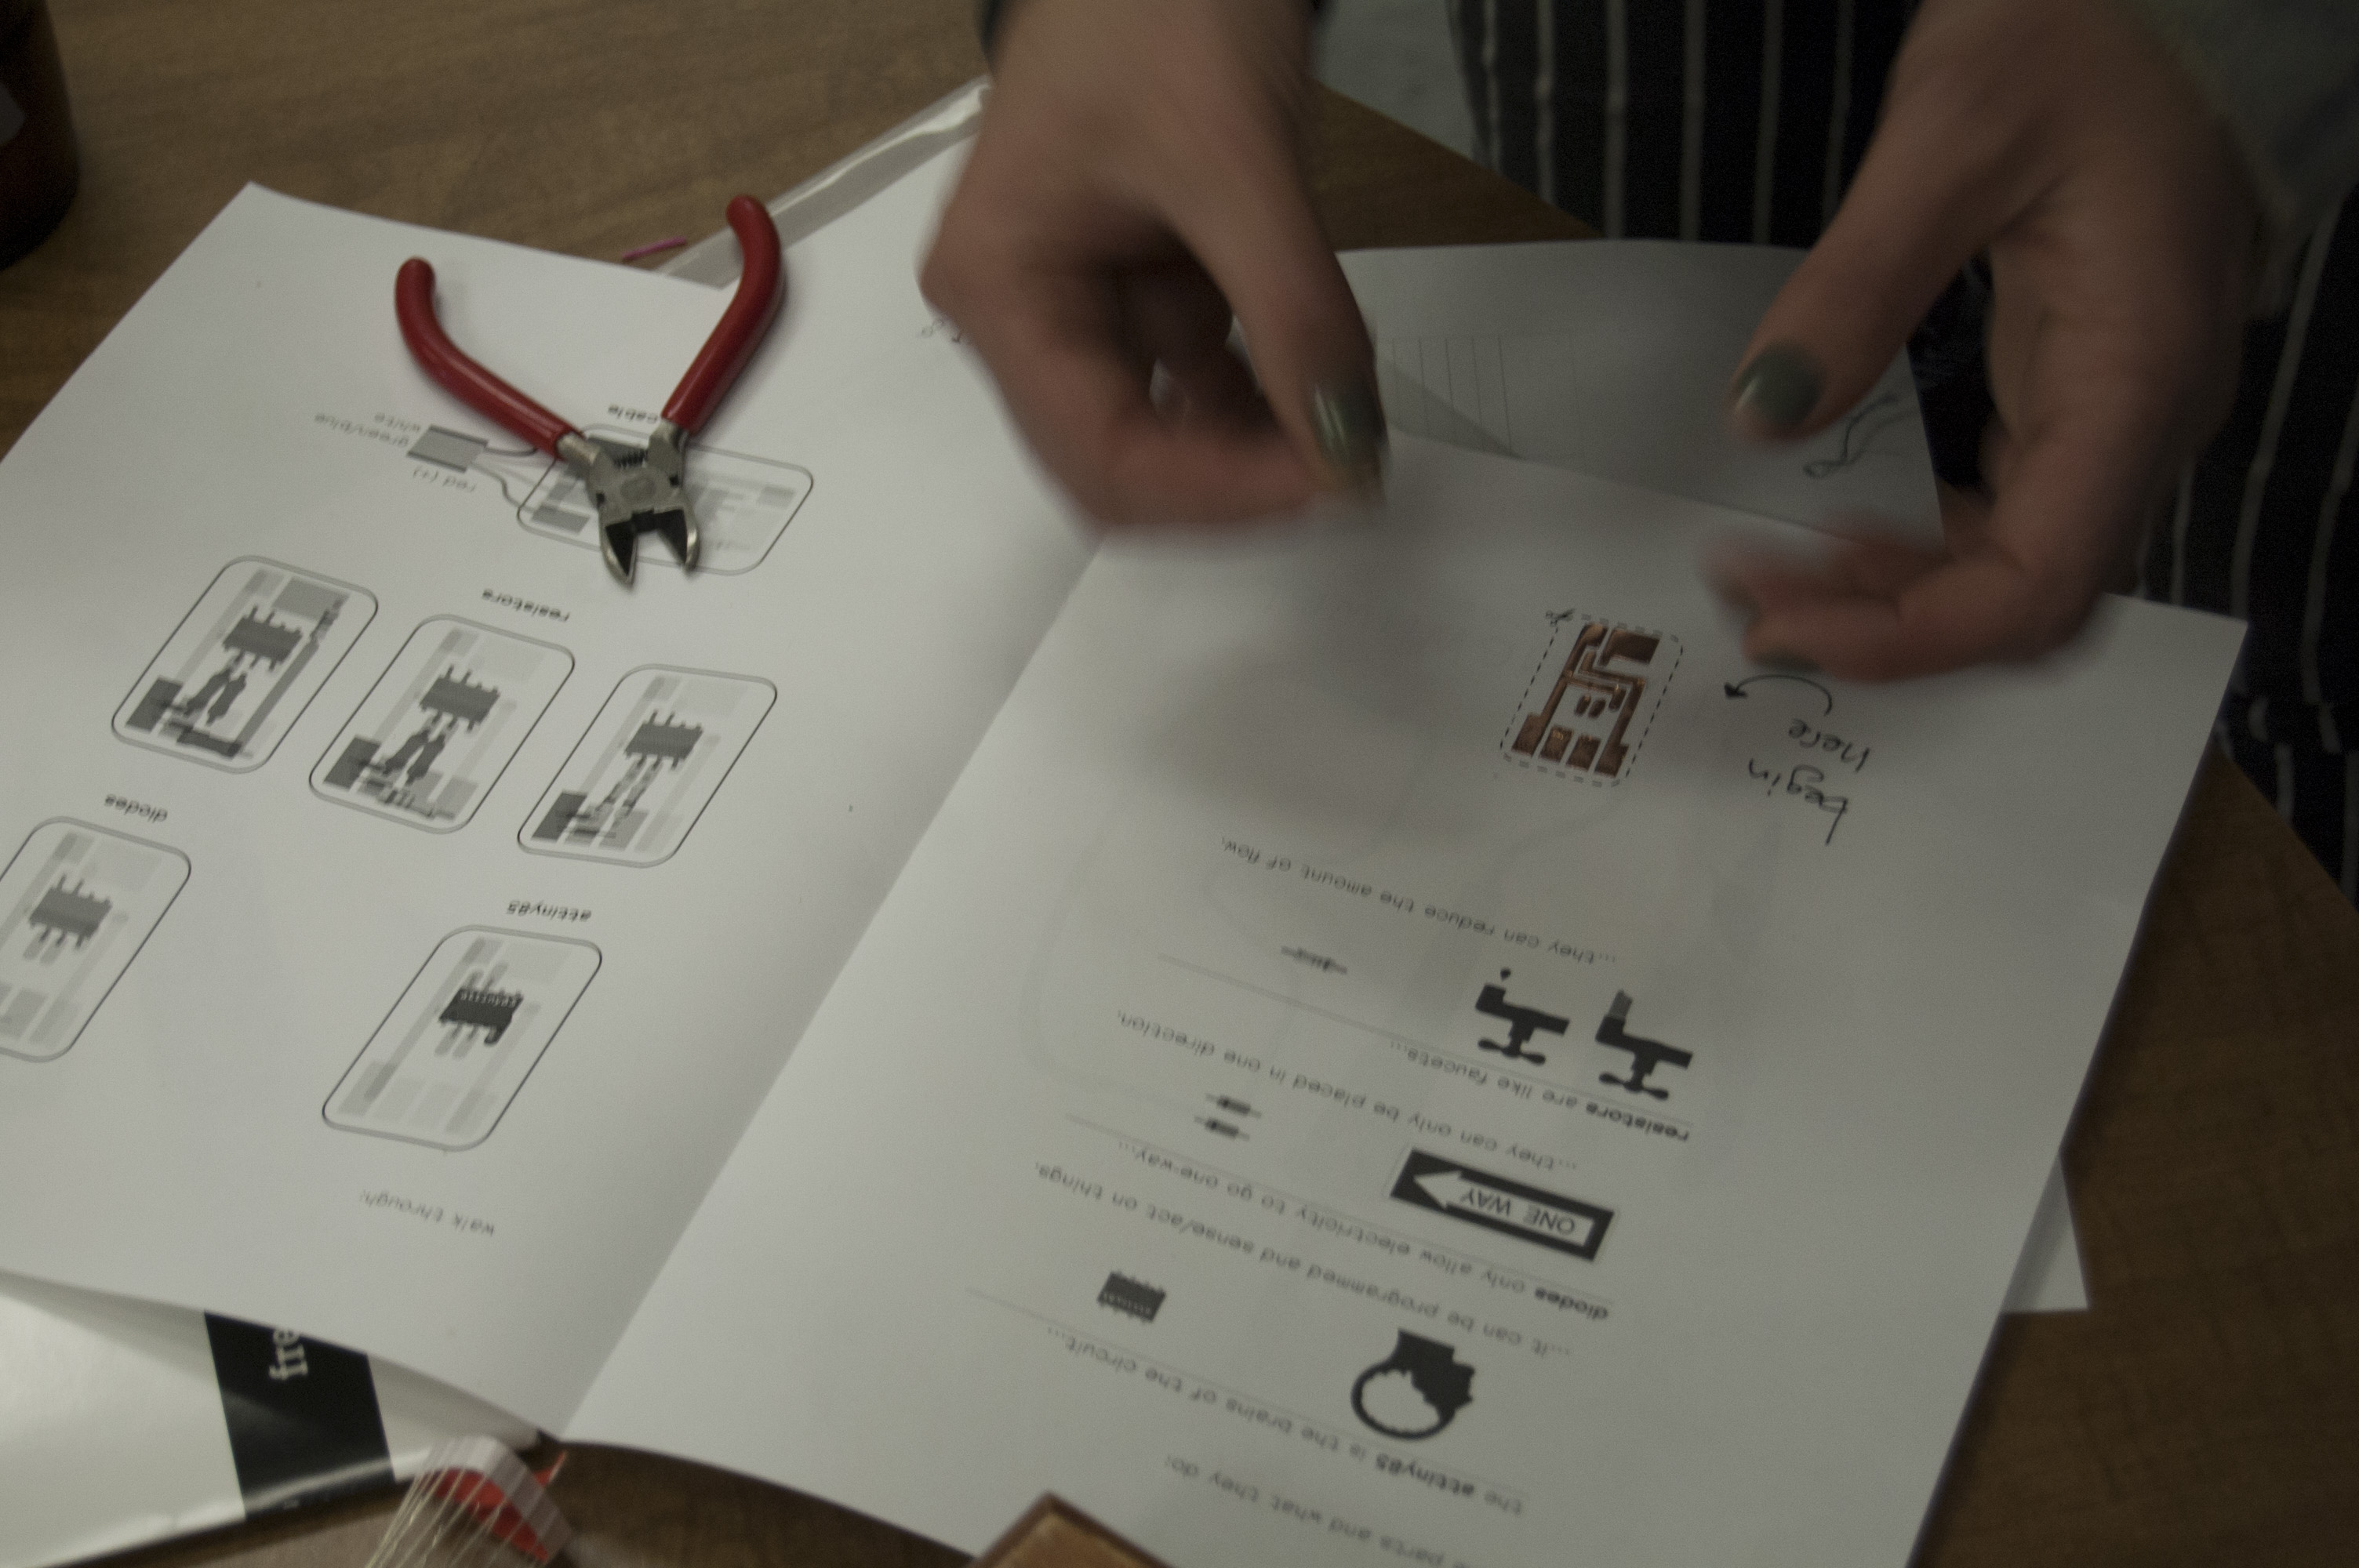 parts and what they do:
the attiny85 is the brains of the circuit...
...it can be programmed and sense/act on things.
diodes only allow electricity to go one-way...
ONE WAY
...they can only be placed in one direction.
resistors are like faucets...
...they can reduce the amount of flow.
begin
here
walk through:
attiny85
diodes
resistors
cable
red (+)
green/blue
white
fre